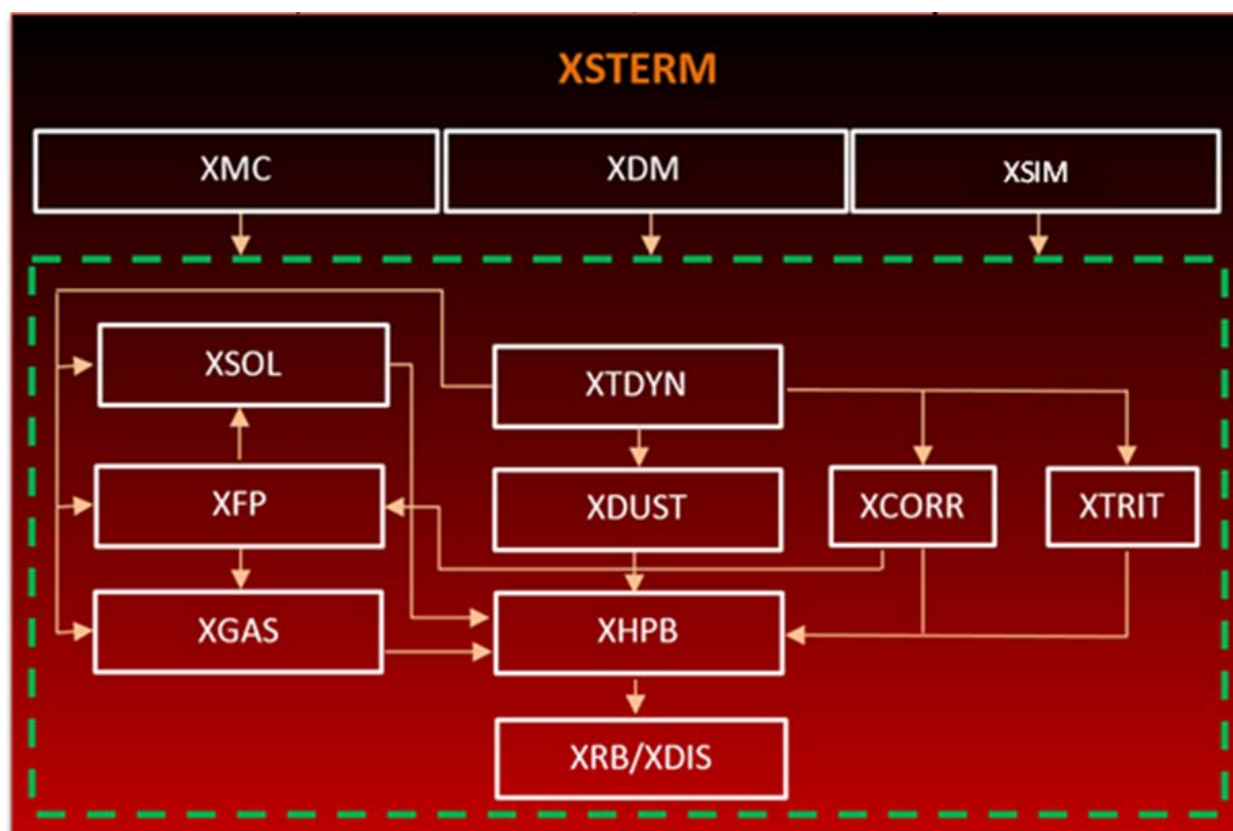 XSTERM
XMC
XDM
XSIM
XSOL
XTDYN
XFP
XDUST
XCORR
XTRIT
XGAS
XHPB
XRB/XDIS